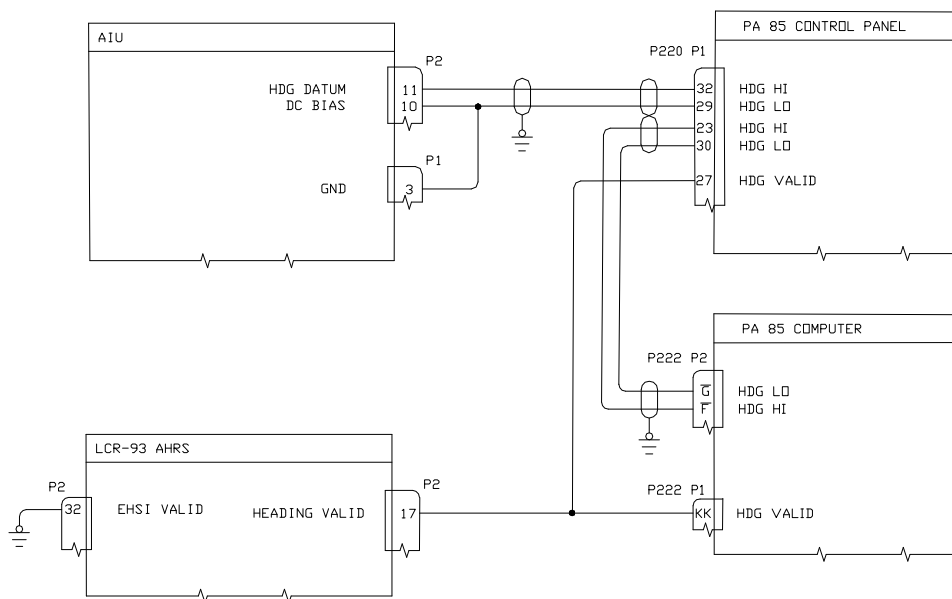 AIU
P2
HDG DATUM 11
DC BIAS 10
P1
GND 3
PA 85 CONTROL PANEL
P220 P1
32 HDG HI
29 HDG LO
23 HDG HI
30 HDG LO
27 HDG VALID
PA 85 COMPUTER
P222 P2
G HDG LO
F HDG HI
P222 P1
KK HDG VALID
LCR-93 AHRS
P2
32 EHSI VALID
P2
HEADING VALID 17